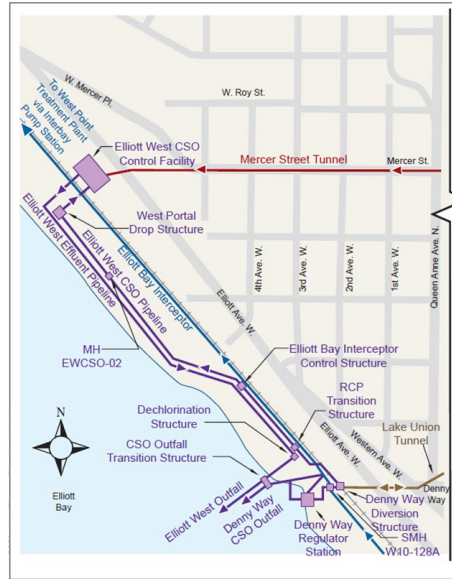 W. Mercer Pl.
W. Roy St.
To West Point
Treatment Plant
via Interbay
Pump Station
Elliott West CSO
Control Facility
Mercer Street Tunnel
Mercer St.
West Portal
Drop Structure
Elliott West Effluent Pipeline
Elliott West CSO Pipeline
Elliott Bay Interceptor
Elliott Ave. W.
4th Ave. W.
3rd Ave. W.
2nd Ave. W.
1st Ave. W.
Queen Anne Ave. N.
MH
EWCSO-02
Elliott Bay Interceptor
Control Structure
RCP
Transition
Structure
Dechlorination
Structure
Elliott Ave. W.
Western Ave. W.
Lake Union
Tunnel
CSO Outfall
Transition Structure
N
Elliott
Bay
Elliott West Outfall
Denny Way
CSO Outfall
Denny Way
Regulator
Station
Denny
Way
Denny Way
Diversion
Structure
SMH
W10-128A